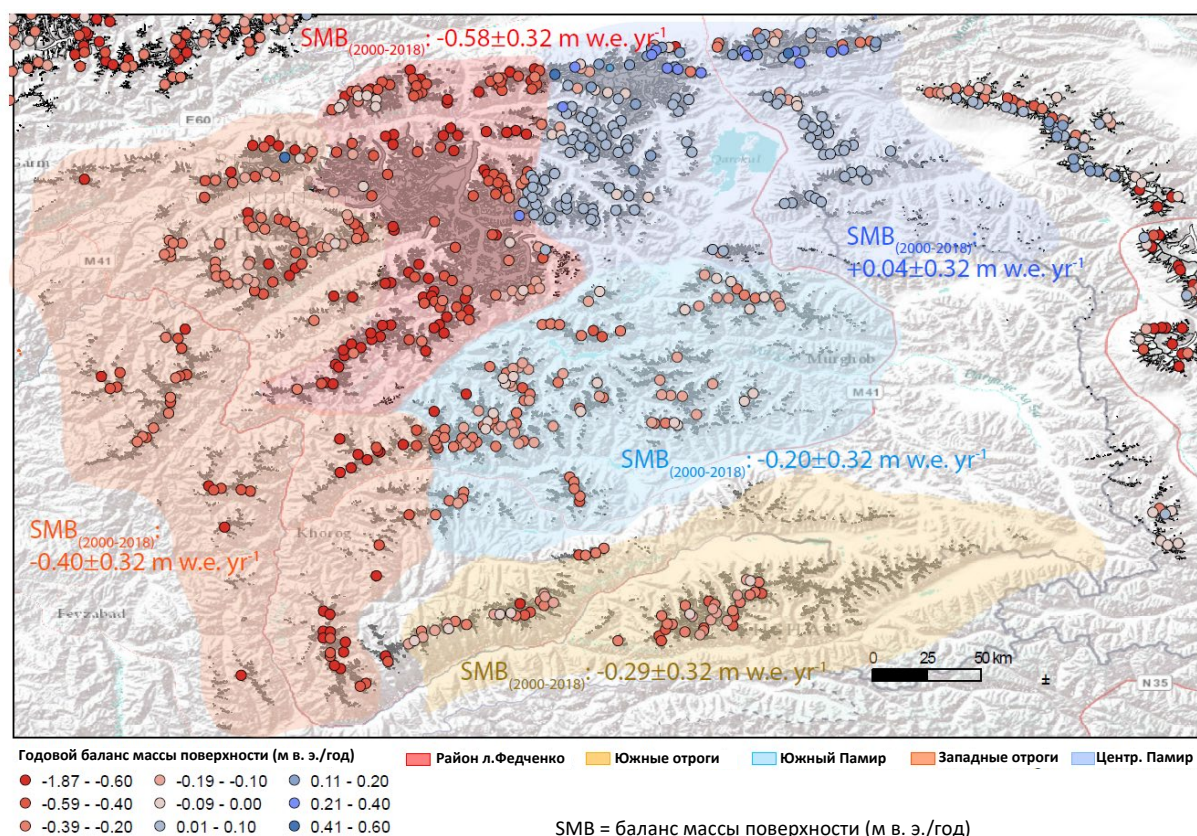 SMB(2000-2018): -0.58±0.32 m w.e. yr-1
E60
Garm
Qarokul
SMB(2000-2018):
+0.04±0.32 m w.e. yr-1
M41
Murghob
M41
SMB(2000-2018): -0.20±0.32 m w.e. yr-1
SMB(2000-2018):
-0.40±0.32 m w.e. yr-1
Khorog
Feyzabad
SMB(2000-2018): -0.29±0.32 m w.e. yr-1
0 25 50 km
N35
Годовой баланс массы поверхности (м в. э./год)
Район л.Федченко
Южные отроги
Южный Памир
Западные отроги
Центр. Памир
-1.87 - -0.60
-0.19 - -0.10
0.11 - 0.20
-0.59 - -0.40
-0.09 - 0.00
0.21 - 0.40
-0.39 - -0.20
0.01 - 0.10
0.41 - 0.60
SMB = баланс массы поверхности (м в. э./год)